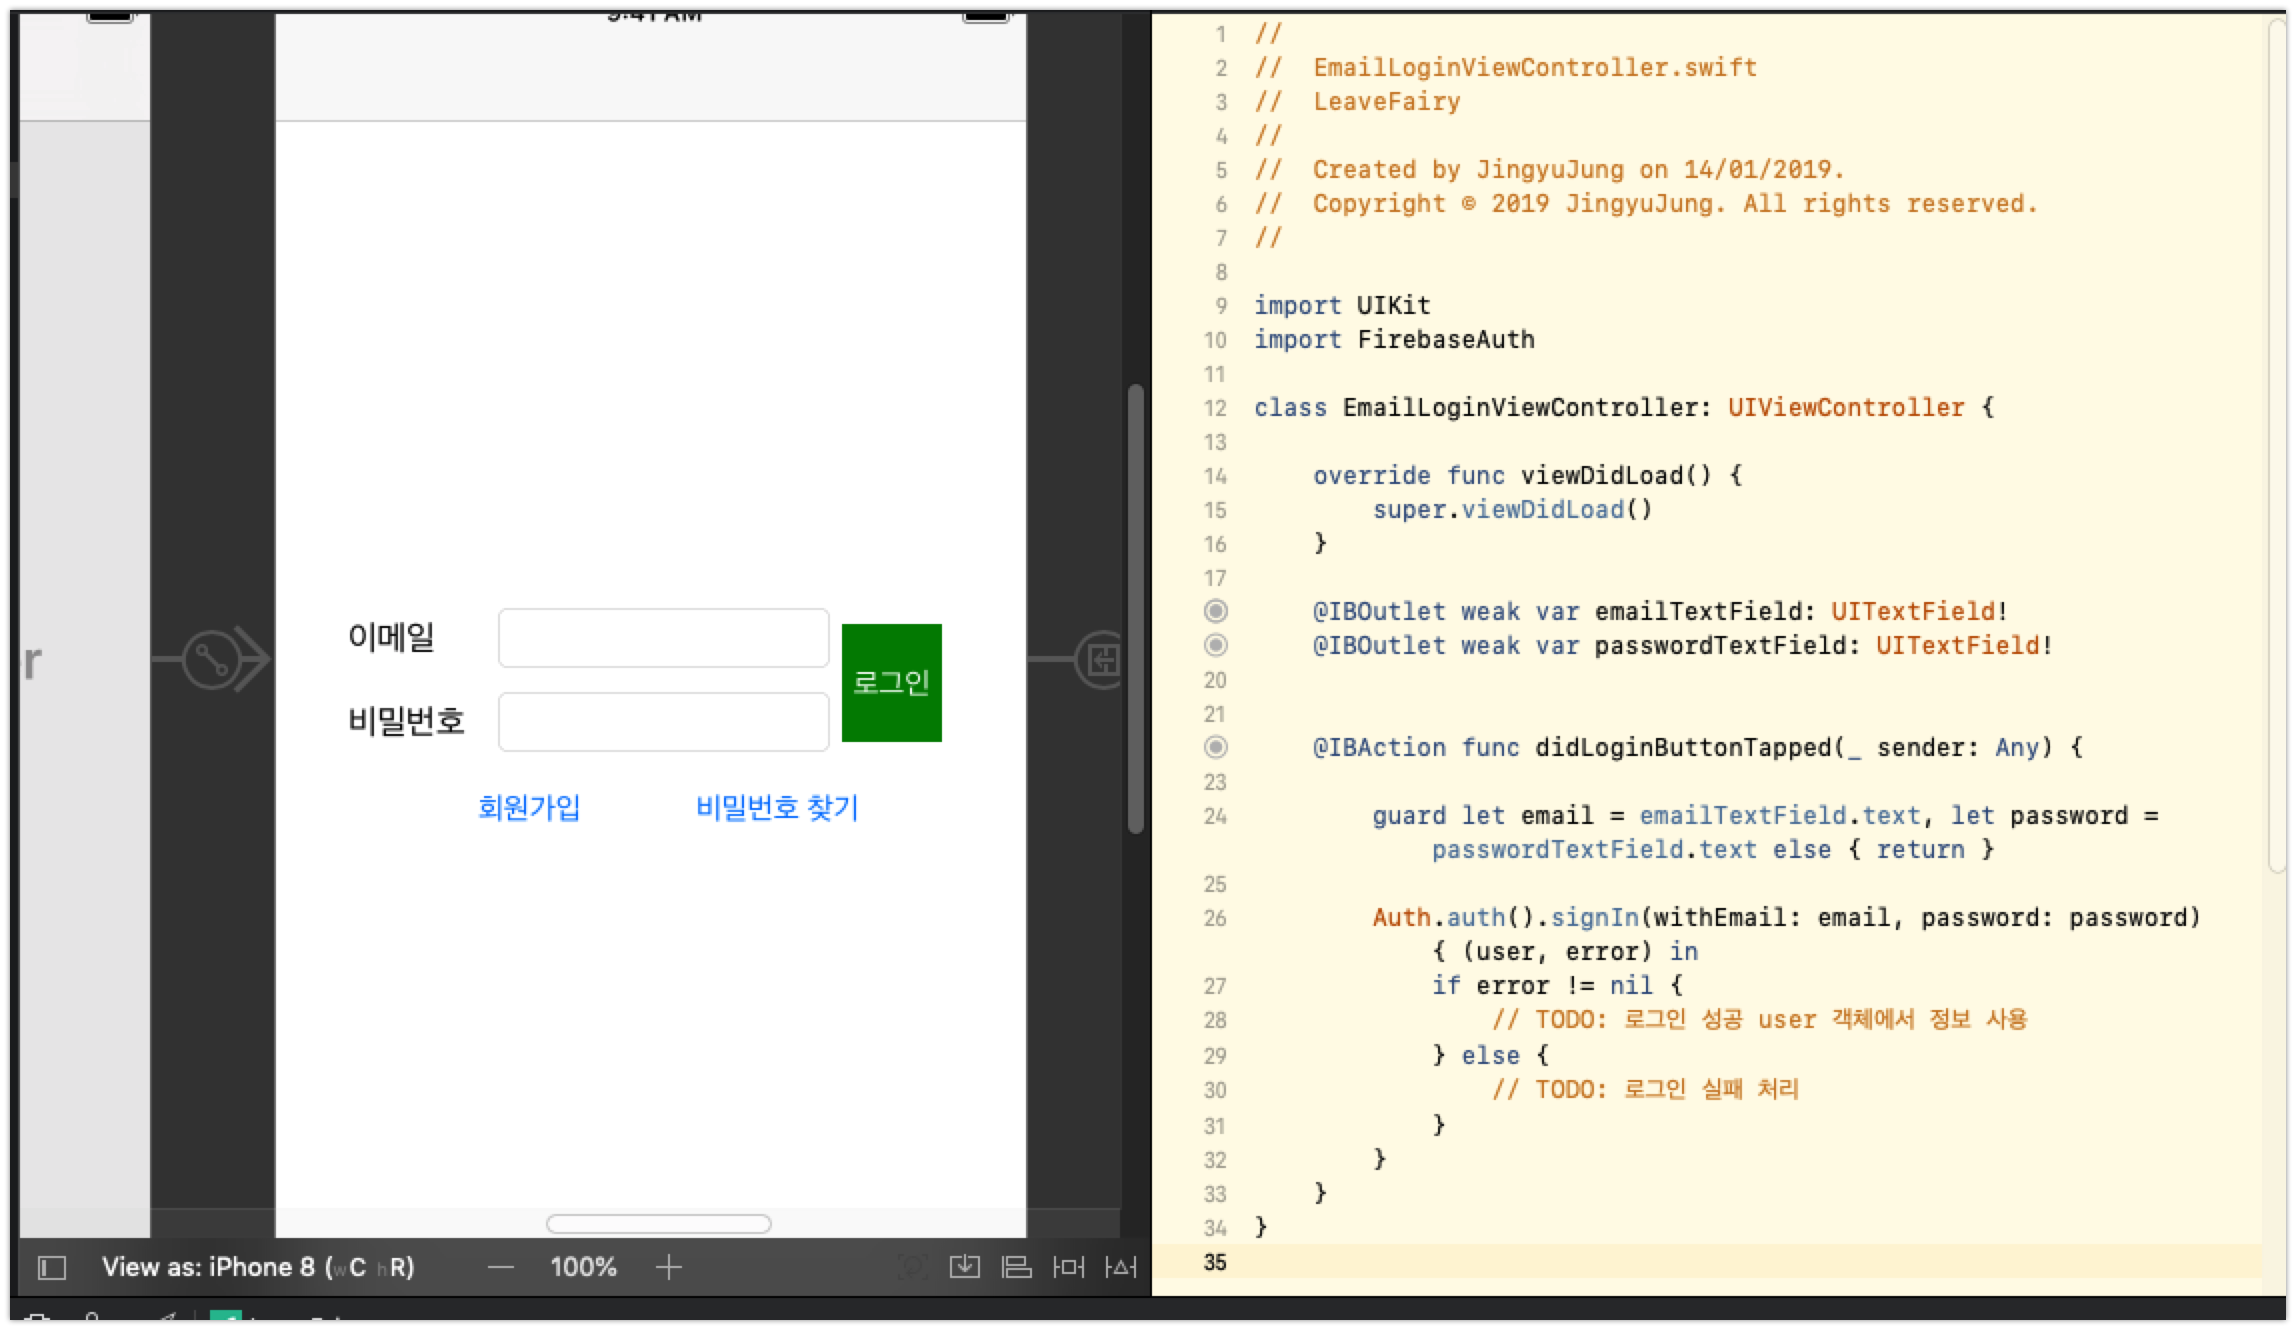 9:41 AM
r
이메일
로그인
비밀번호
회원가입
비밀번호 찾기
View as: iPhone 8 (wC hR)
100%
1 //
2 //  EmailLoginViewController.swift
3 //  LeaveFairy
4 //
5 //  Created by JingyuJung on 14/01/2019.
6 //  Copyright © 2019 JingyuJung. All rights reserved.
7 //
8
9 import UIKit
10 import FirebaseAuth
11
12 class EmailLoginViewController: UIViewController {
13
14     override func viewDidLoad() {
15         super.viewDidLoad()
16     }
17
    @IBOutlet weak var emailTextField: UITextField!
    @IBOutlet weak var passwordTextField: UITextField!
20
21
    @IBAction func didLoginButtonTapped(_ sender: Any) {
23
24         guard let email = emailTextField.text, let password =
            passwordTextField.text else { return }
25
26         Auth.auth().signIn(withEmail: email, password: password)
            { (user, error) in
27             if error != nil {
28                 // TODO: 로그인 성공 user 객체에서 정보 사용
29             } else {
30                 // TODO: 로그인 실패 처리
31             }
32         }
33     }
34 }
35